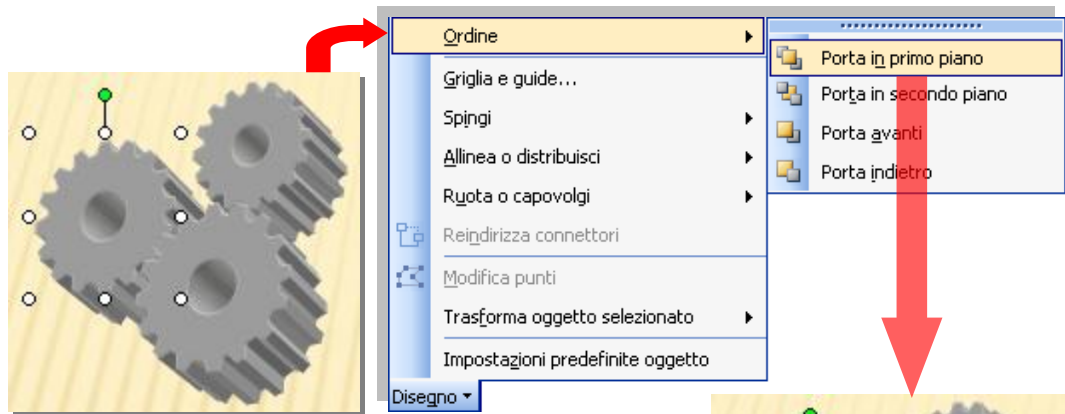 Ordine
Griglia e guide...
Spingi
Allinea o distribuisci
Ruota o capovolgi
Reindirizza connettori
Modifica punti
Trasforma oggetto selezionato
Impostazioni predefinite oggetto
Disegno
Porta in primo piano
Porta in secondo piano
Porta avanti
Porta indietro